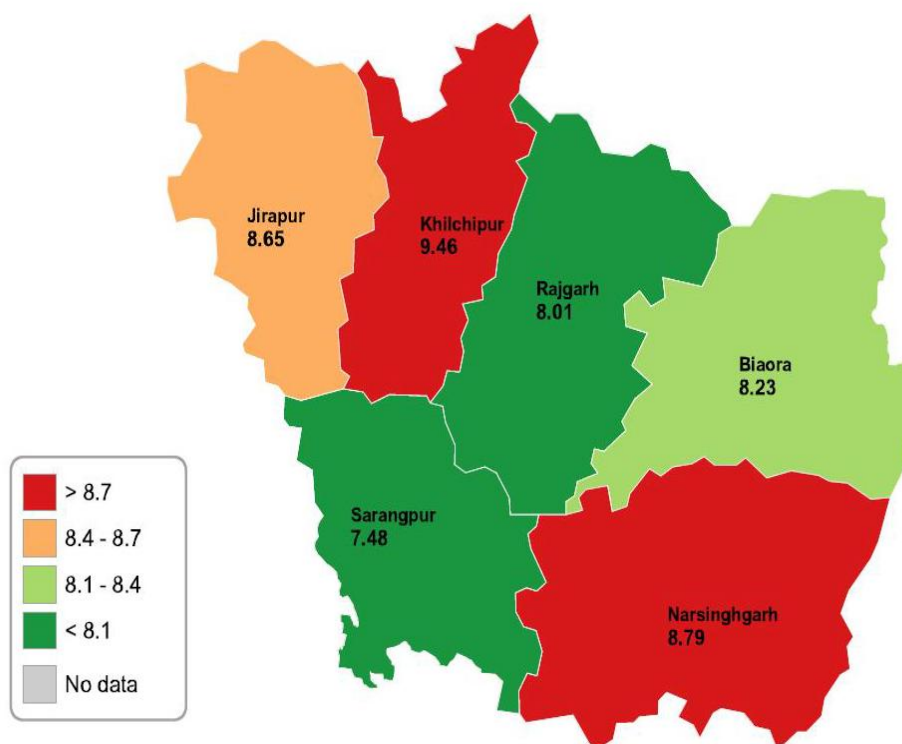 Jirapur
8.65
Khilchipur
9.46
Rajgarh
8.01
Biaora
8.23
Sarangpur
7.48
Narsinghgarh
8.79
> 8.7
8.4 - 8.7
8.1 - 8.4
< 8.1
No data